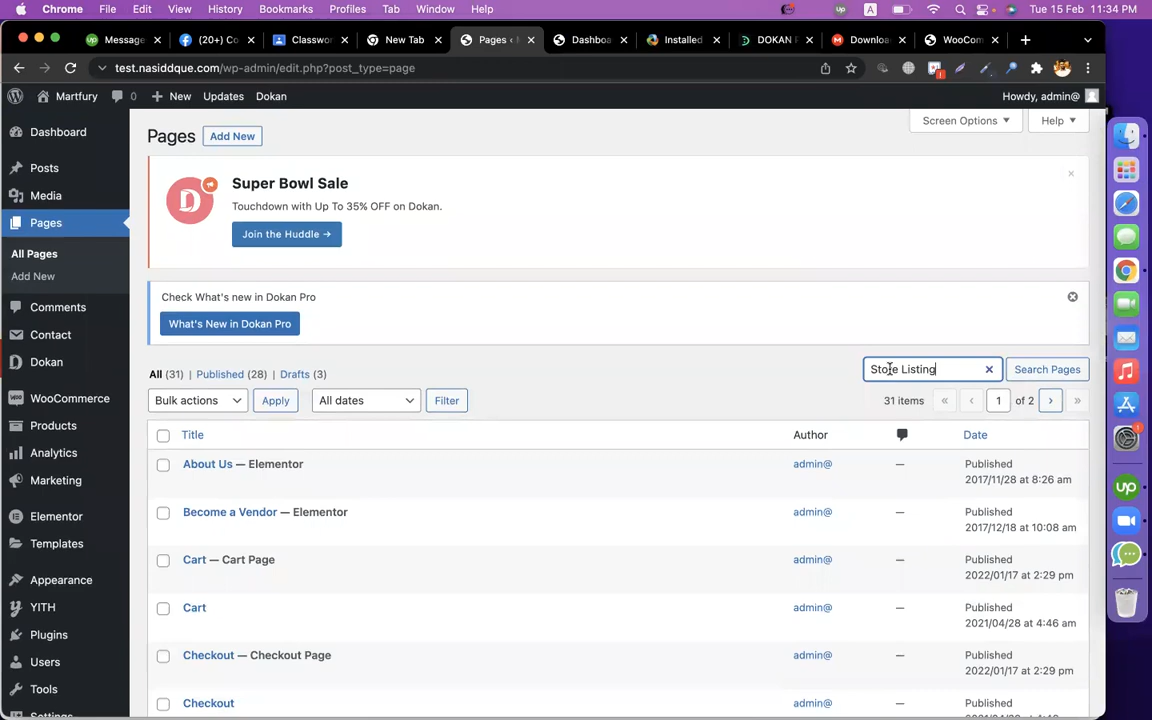 Chrome File Edit View History Bookmarks Profiles Tab Window Help
A Tue 15 Feb 11:34 PM
Message (20+) Co Classwor New Tab Pages ‹ M Dashboa Installed DOKAN P Downloa WooCom
test.nasiddque.com/wp-admin/edit.php?post_type=page
Martfury 0 New Updates Dokan Howdy, admin@
Dashboard
Posts
Media
Pages
All Pages
Add New
Comments
Contact
Dokan
WooCommerce
Products
Analytics
Marketing
Elementor
Templates
Appearance
YITH
Plugins
Users
Tools
Settings
Screen Options Help
Pages Add New
Super Bowl Sale
Touchdown with Up To 35% OFF on Dokan.
Join the Huddle →
Check What's new in Dokan Pro
What's New in Dokan Pro
All (31) | Published (28) | Drafts (3)
Store Listing Search Pages
Bulk actions Apply All dates Filter 31 items « ‹ 1 of 2 › »
Title Author Date
About Us — Elementor admin@ — Published
2017/11/28 at 8:26 am
Become a Vendor — Elementor admin@ — Published
2017/12/18 at 10:08 am
Cart — Cart Page admin@ — Published
2022/01/17 at 2:29 pm
Cart admin@ — Published
2021/04/28 at 4:46 am
Checkout — Checkout Page admin@ — Published
2022/01/17 at 2:29 pm
Checkout admin@ — Published